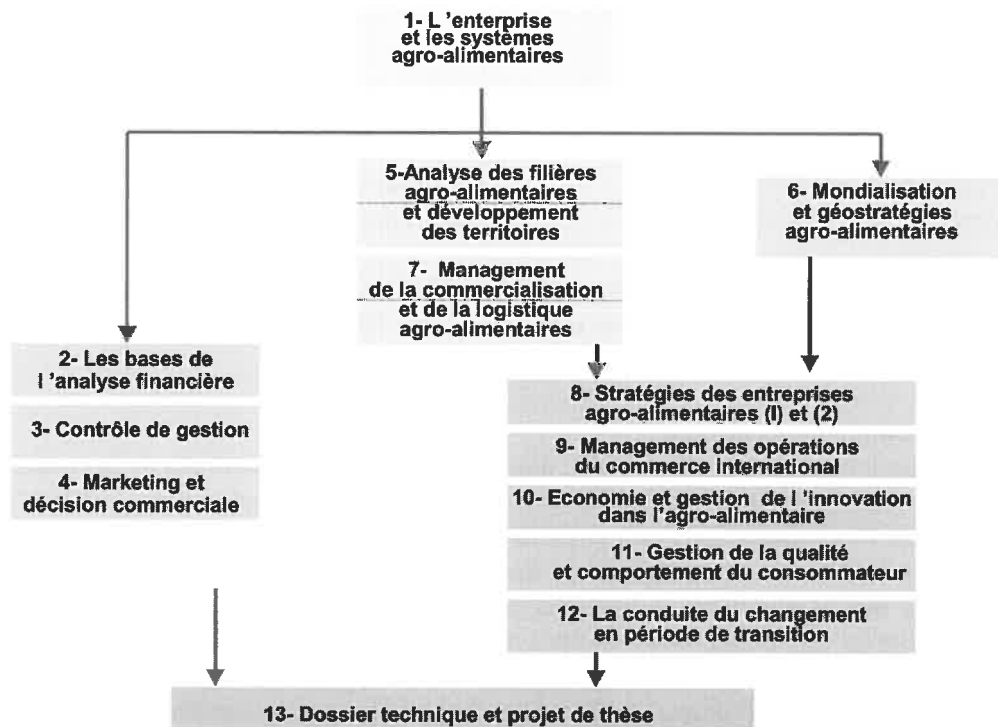 1- L 'enterprise
et les systèmes
agro-alimentaires
5-Analyse des filières
agro-alimentaires
et développement
des territoires
6- Mondialisation
et géostratégies
agro-alimentaires
7- Management
de la commercialisation
et de la logistique
agro-alimentaires
2- Les bases de
l 'analyse financière
3- Contrôle de gestion
4- Marketing et
décision commerciale
8- Stratégies des entreprises
agro-alimentaires (I) et (2)
9- Management des opérations
du commerce international
10- Economie et gestion de l 'innovation
dans l'agro-alimentaire
11- Gestion de la qualité
et comportement du consommateur
12- La conduite du changement
en période de transition
13- Dossier technique et projet de thèse